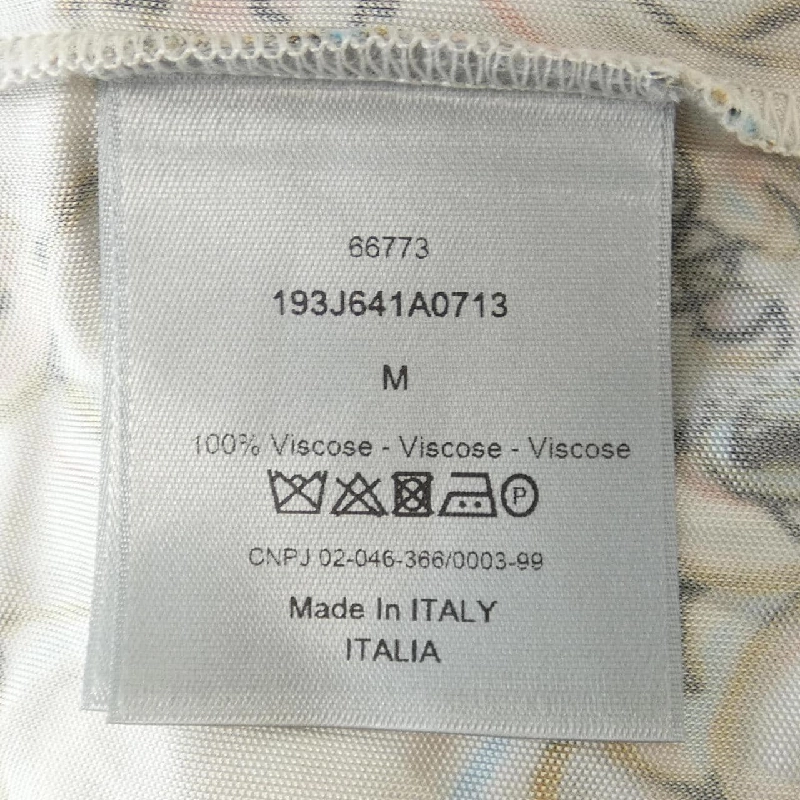 66773
193J641A0713
M
100% Viscose - Viscose - Viscose
P
CNPJ 02-046-366/0003-99
Made In ITALY
ITALIA